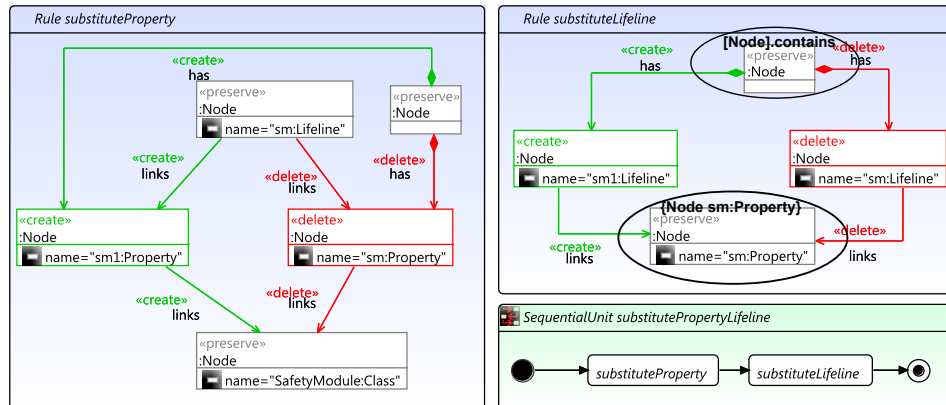 Rule substituteProperty
«create»
has
«preserve»
:Node
name="sm:Lifeline"
«preserve»
:Node
«create»
links
«delete»
links
«delete»
has
«create»
:Node
name="sm1:Property"
«delete»
:Node
name="sm:Property"
«create»
links
«delete»
links
«preserve»
:Node
name="SafetyModule:Class"
Rule substituteLifeline
[Node].contains
«create»
has
«preserve»
:Node
«delete»
has
«create»
:Node
name="sm1:Lifeline"
«delete»
:Node
name="sm:Lifeline"
{Node sm:Property}
«preserve»
:Node
name="sm:Property"
«create»
links
«delete»
links
SequentialUnit substitutePropertyLifeline
substituteProperty
substituteLifeline